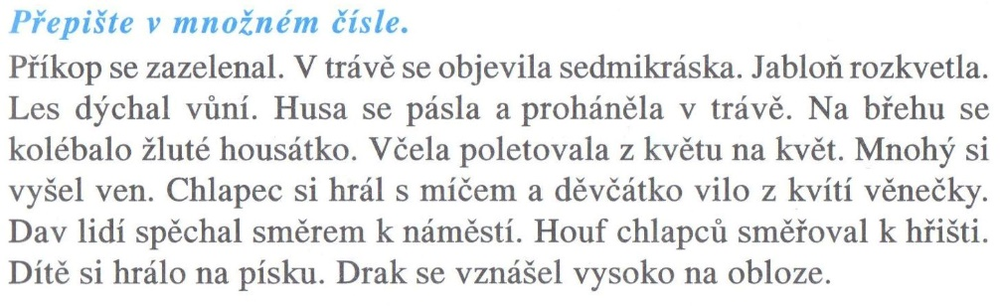 Přepište v množném čísle.
Příkop se zazelenal. V trávě se objevila sedmikráska. Jabloň rozkvetla.
Les dýchal vůní. Husa se pásla a proháněla v trávě. Na břehu se
kolébalo žluté housátko. Včela poletovala z květu na květ. Mnohý si
vyšel ven. Chlapec si hrál s míčem a děvčátko vilo z kvítí věnečky.
Dav lidí spěchal směrem k náměstí. Houf chlapců směřoval k hřišti.
Dítě si hrálo na písku. Drak se vznášel vysoko na obloze.